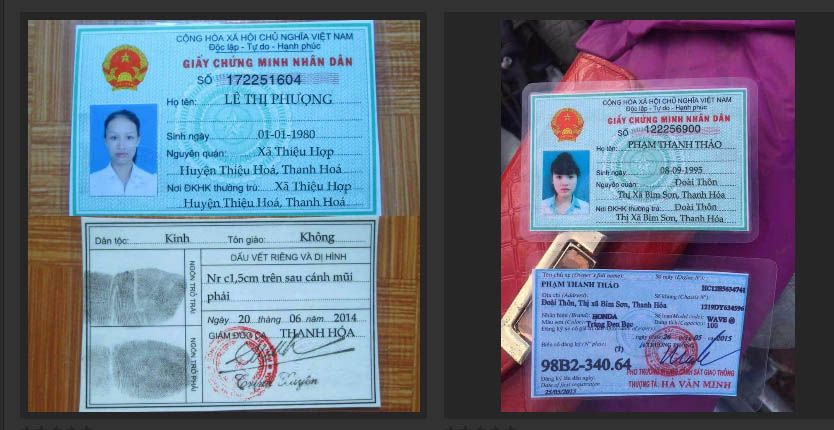 CỘNG HÒA XÃ HỘI CHỦ NGHĨA VIỆT NAM
Độc lập - Tự do - Hạnh phúc
GIẤY CHỨNG MINH NHÂN DÂN
SỐ 172251604
Họ tên: LÊ THỊ PHƯỢNG
Sinh ngày 01-01-1980
Nguyên quán: Xã Thiệu Hợp
Huyện Thiệu Hoá, Thanh Hoá
Nơi ĐKHK thường trú: Xã Thiệu Hợp
Huyện Thiệu Hoá, Thanh Hoá
Dân tộc: Kinh Tôn giáo: Không
NGÓN TRỎ TRÁI
NGÓN TRỎ PHẢI
DẤU VẾT RIÊNG VÀ DỊ HÌNH
Nr c1,5cm trên sau cánh mũi
phải
Ngày 20 tháng 06 năm 2014
GIÁM ĐỐC CA THANH HÓA
CỘNG HÒA XÃ HỘI CHỦ NGHĨA VIỆT NAM
Độc lập - Tự do - Hạnh phúc
GIẤY CHỨNG MINH NHÂN DÂN
SỐ 122256900
Họ tên: PHẠM THANH THẢO
Sinh ngày 08-09-1995
Nguyên quán: Đoài Thôn
Thị Xã Bỉm Sơn, Thanh Hóa
Nơi ĐKHK thường trú: Đoài Thôn
Thị Xã Bỉm Sơn, Thanh Hóa
Tên chủ xe (Owner's full name): Số máy (Engine N°):
PHẠM THANH THẢO HC12E5634741
Địa chỉ (Address): Số khung (Chassis N°):
Đoài Thôn, Thị xã Bỉm Sơn, Thanh Hóa 1219DY634596
Nhãn hiệu (Brand): HONDA Số loại (Model code): WAVE @
Màu sơn (Color): Trắng Đen Bạc Dung tích (Capacity): 100
ngày 26 tháng 05 năm 2015
Biển số đăng ký (N° plate)
98B2-340.64
TRƯỞNG PHÒNG CẢNH SÁT GIAO THÔNG
Đăng ký lần đầu ngày:
Date of first registration
THƯỢNG TÁ: HÀ VĂN MINH